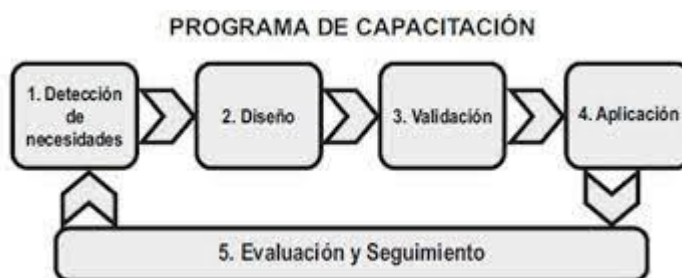 PROGRAMA DE CAPACITACIÓN
1. Detección
de
necesidades
2. Diseño
3. Validación
4. Aplicación
5. Evaluación y Seguimiento